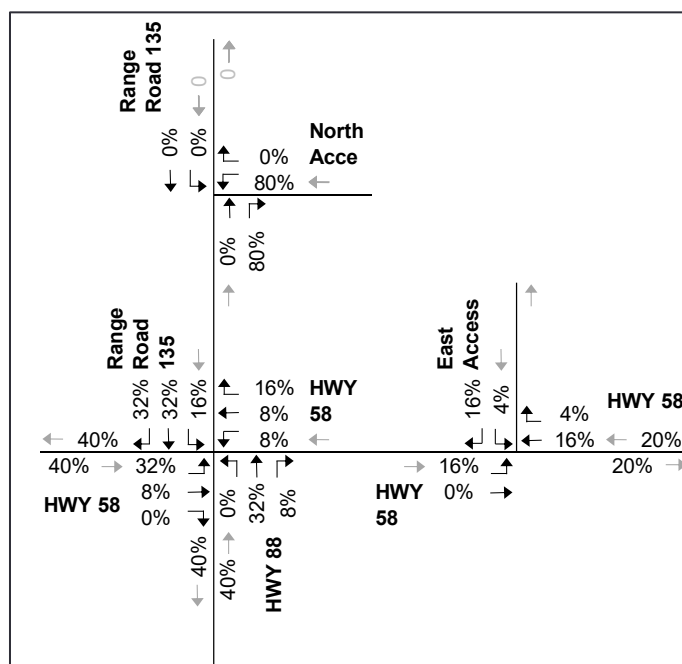 Range
Road 135
0
0
0%
0%
North
Acce
0%
80%
0%
80%
Range
Road
135
32%
32%
16%
16%
8%
8%
HWY
58
40%
40%
32%
8%
0%
HWY 58
0%
32%
8%
40%
40%
HWY 88
East
Access
16%
4%
4%
16%
HWY 58
20%
20%
16%
0%
HWY
58